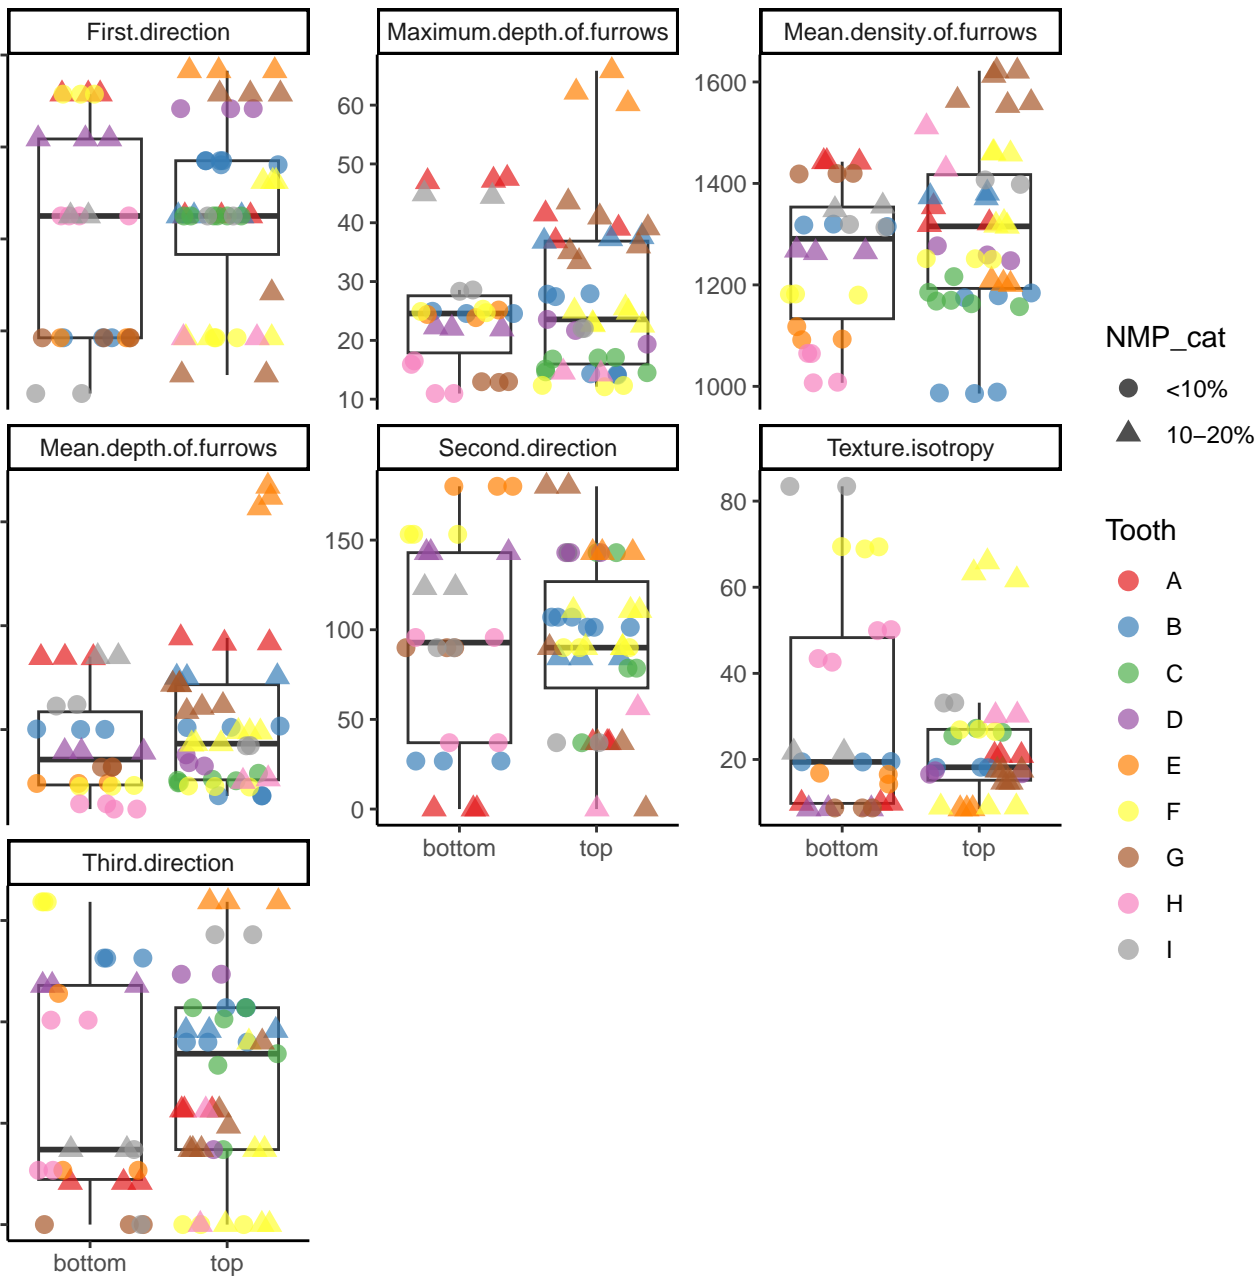 First.direction
Maximum.depth.of.furrows
Mean.density.of.furrows
60
50
40
30
20
10
1600
1400
1200
1000
Mean.depth.of.furrows
Second.direction
Texture.isotropy
150
100
50
0
80
60
40
20
bottom
top
bottom
top
Third.direction
bottom
top
NMP_cat
<10%
10−20%
Tooth
A
B
C
D
E
F
G
H
I